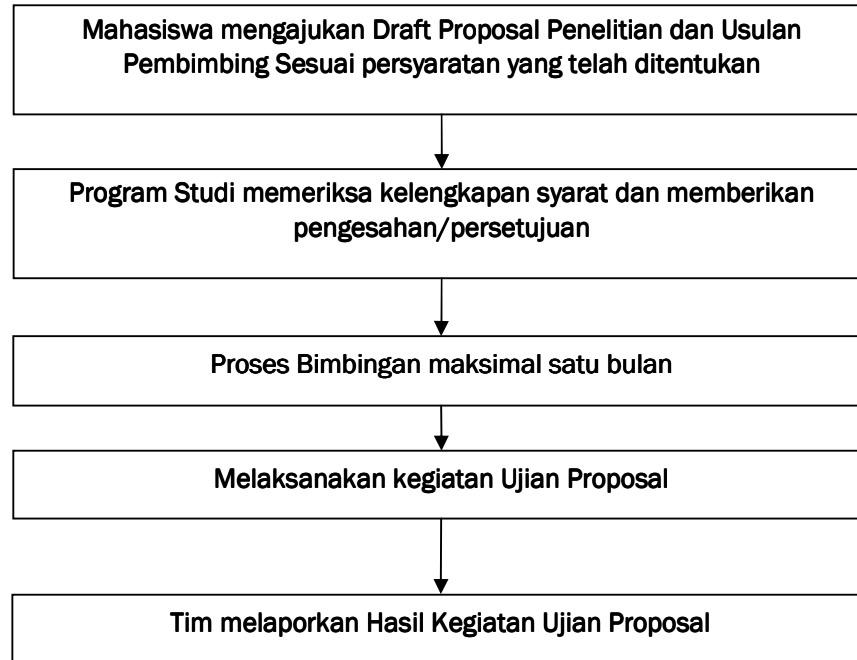 Mahasiswa mengajukan Draft Proposal Penelitian dan Usulan
Pembimbing Sesuai persyaratan yang telah ditentukan
Program Studi memeriksa kelengkapan syarat dan memberikan
pengesahan/persetujuan
Proses Bimbingan maksimal satu bulan
Melaksanakan kegiatan Ujian Proposal
Tim melaporkan Hasil Kegiatan Ujian Proposal